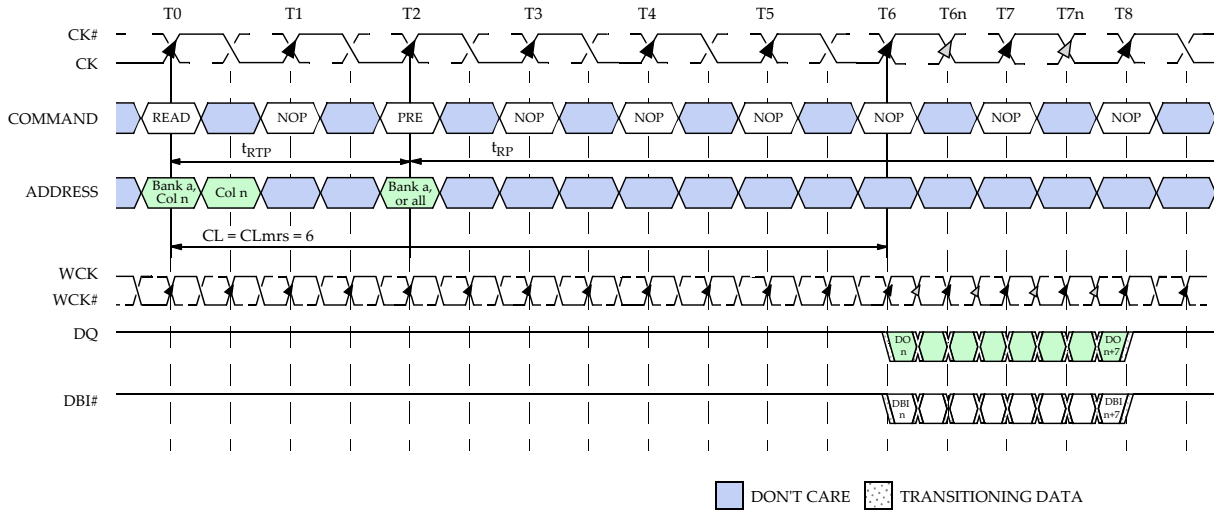 T0 T1 T2 T3 T4 T5 T6 T6n T7 T7n T8
CK#
CK
COMMAND READ NOP PRE NOP NOP NOP NOP NOP NOP
tRTP tRP
ADDRESS Bank a, Col n Col n Bank a, or all
CL = CLmrs = 6
WCK
WCK#
DQ DO n DO n+7
DBI# DBI n DBI n+7
DON'T CARE TRANSITIONING DATA